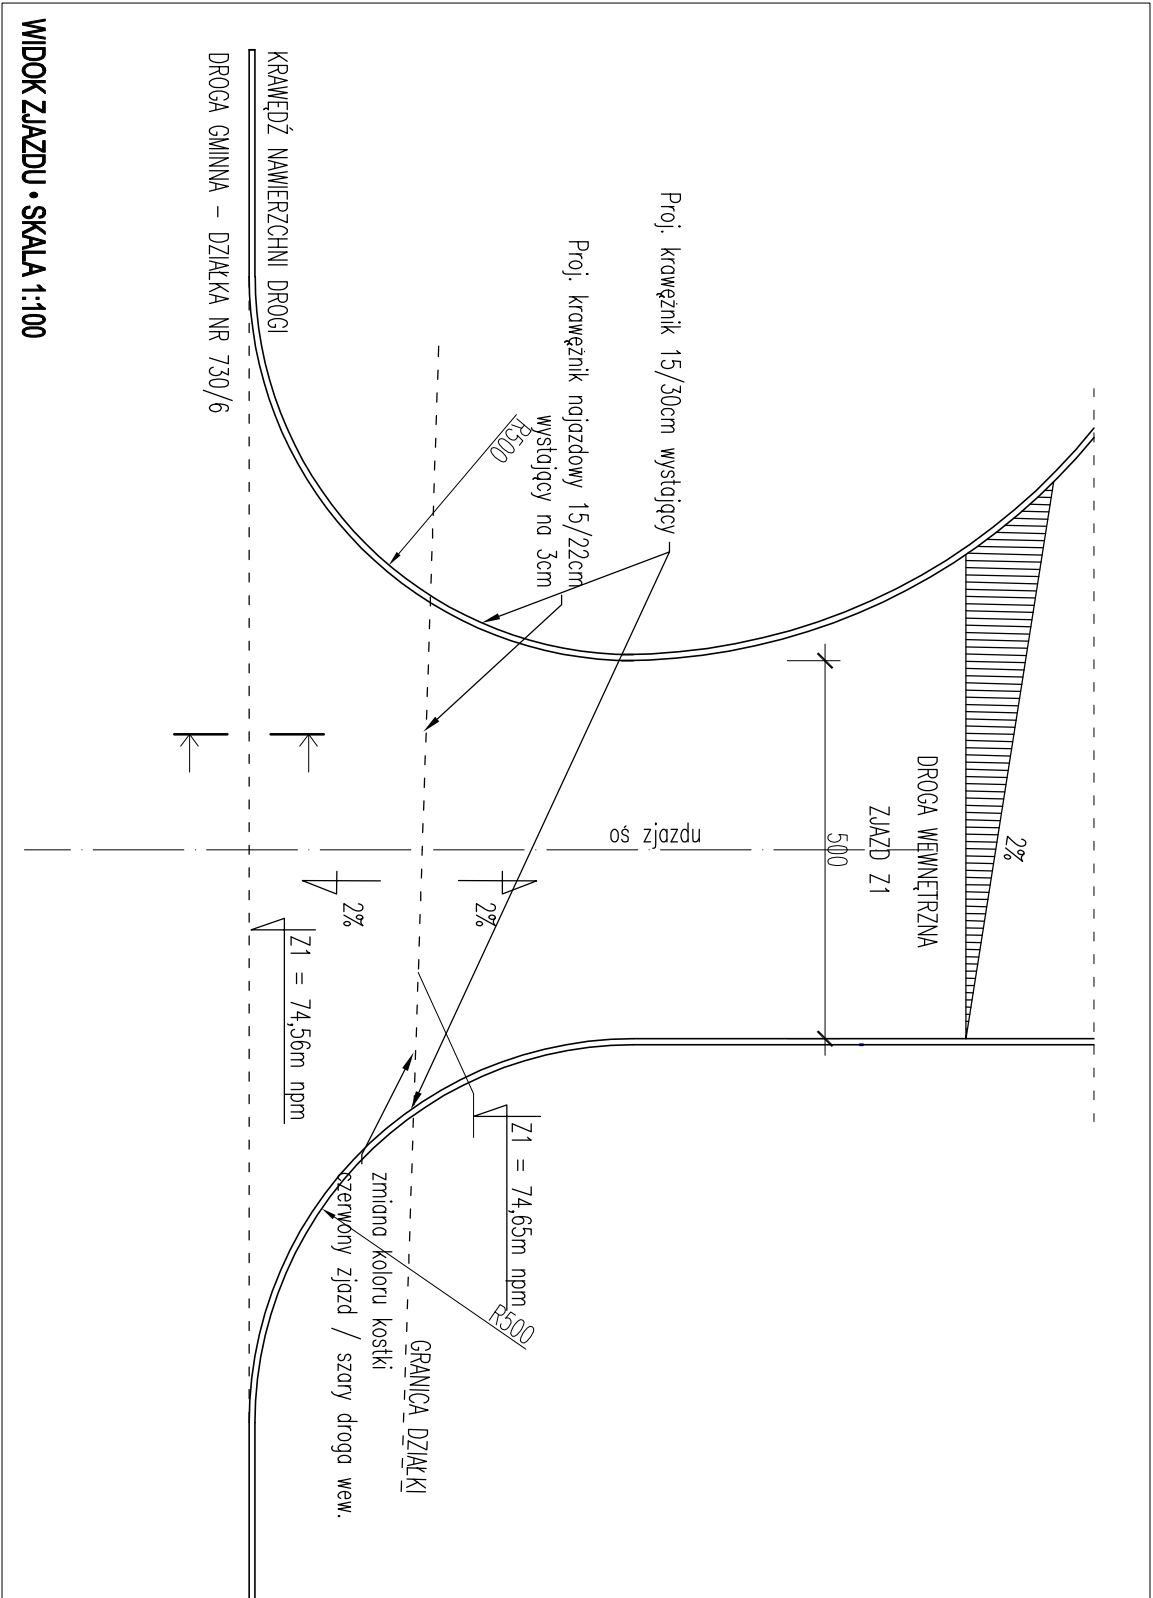 WIDOK ZJAZDU • SKALA 1:100
DROGA GMINNA - DZIAŁKA NR 730/6
KRAWĘDŹ NAWIERZCHNI DROGI
Proj. krawężnik 15/30cm wystający
Proj. krawężnik najazdowy 15/22cm
wystający na 3cm
R500
DROGA WEWNĘTRZNA
ZJAZD Z1
500
2%
oś zjazdu
2%
2%
Z1 = 74,56m npm
Z1 = 74,65m npm
R500
zmiana koloru kostki
czerwony zjazd / szary droga wew.
GRANICA DZIAŁKI